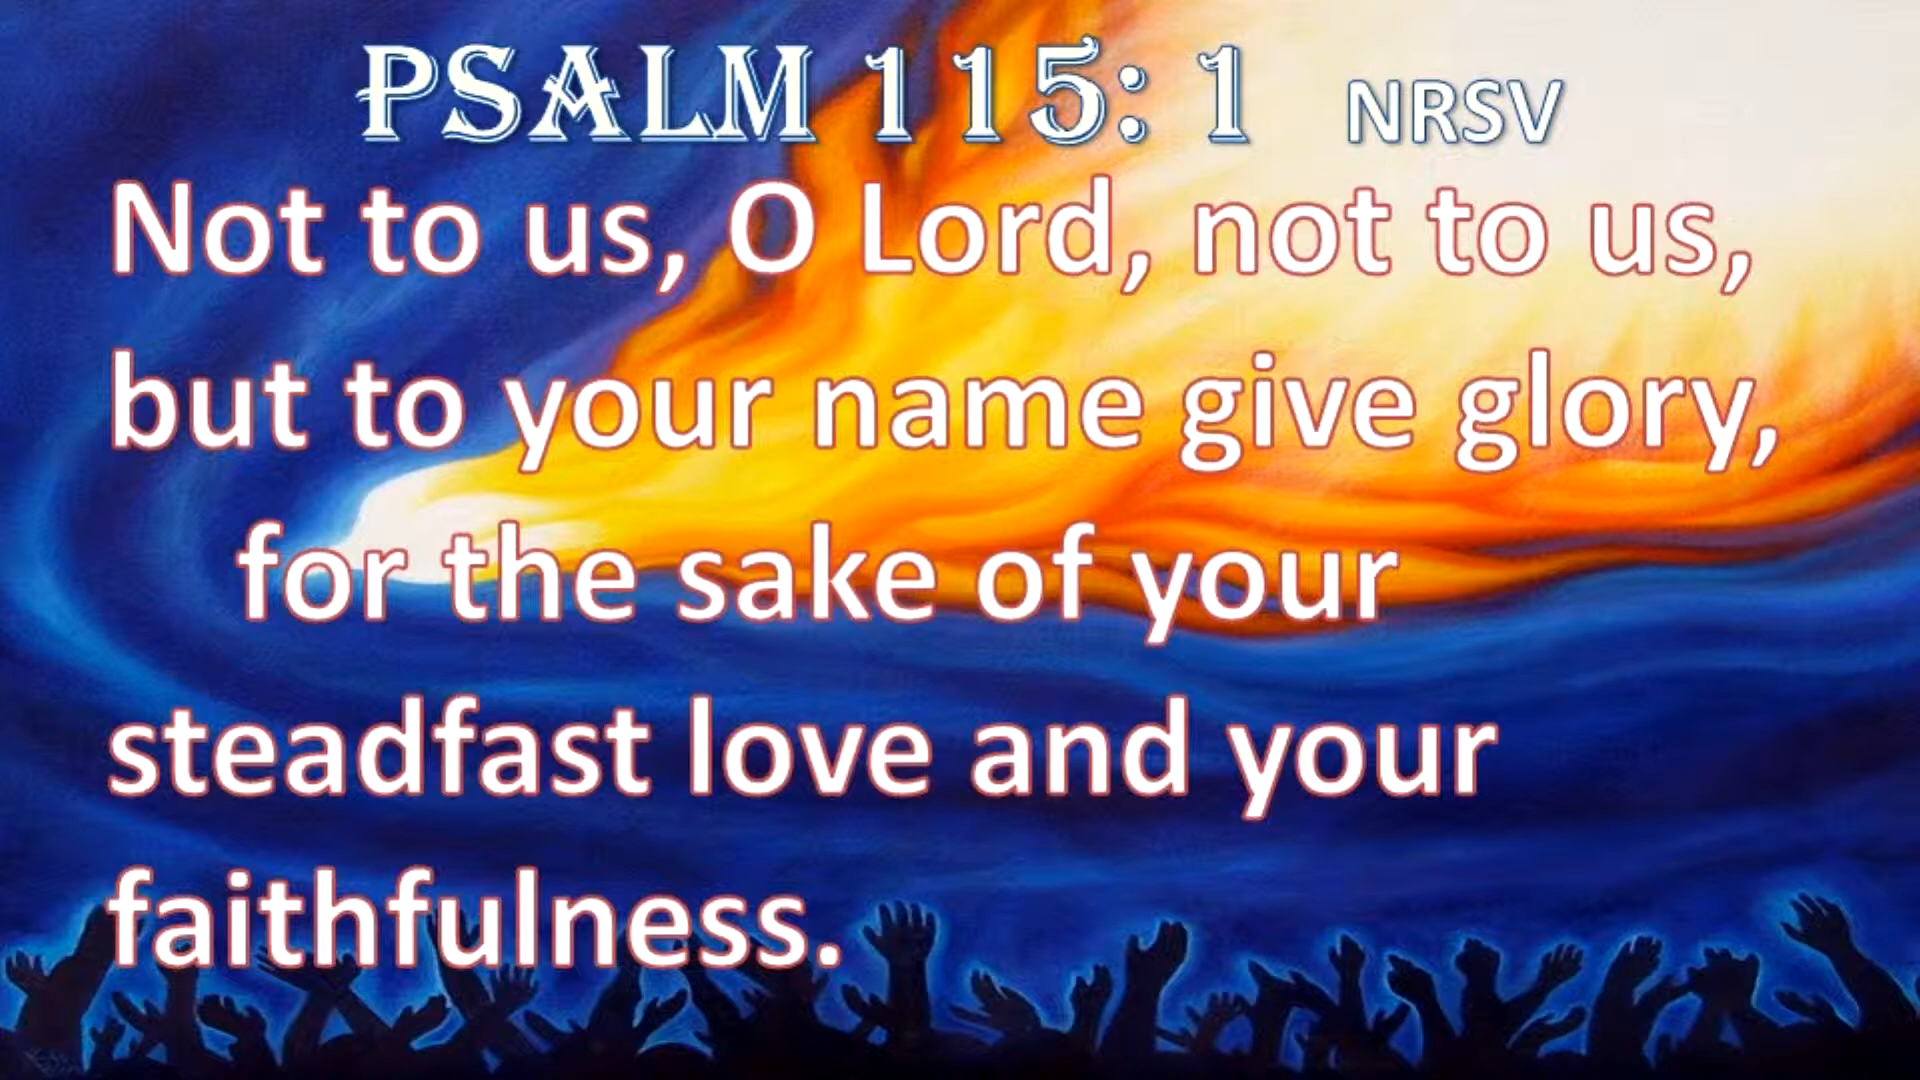 PSALM 115: 1 NRSV
Not to us, O Lord, not to us,
but to your name give glory,
for the sake of your
steadfast love and your
faithfulness.